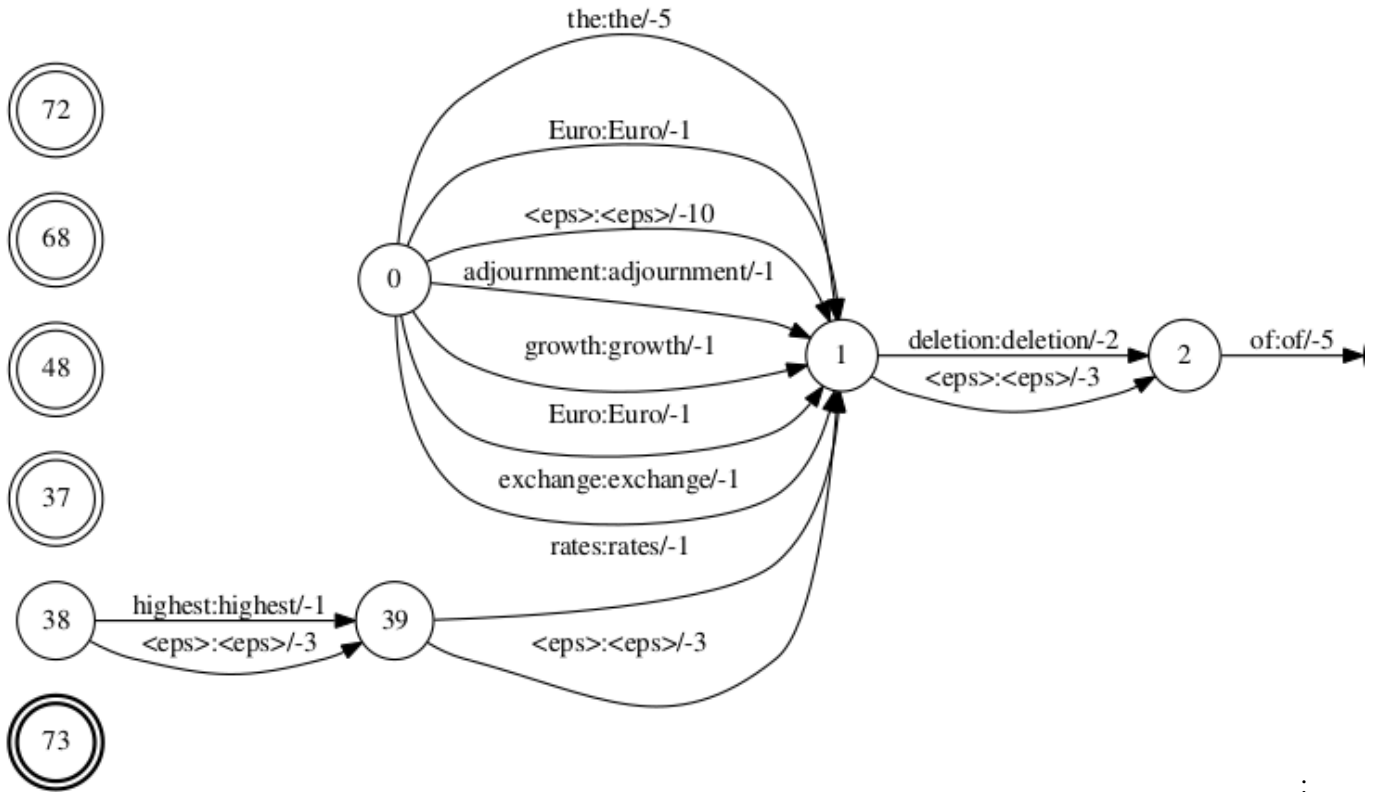 the:the/-5
72
Euro:Euro/-1
<eps>:<eps>/-10
68
adjournment:adjournment/-1
0
growth:growth/-1
deletion:deletion/-2
of:of/-5
1
2
48
<eps>:<eps>/-3
Euro:Euro/-1
exchange:exchange/-1
37
rates:rates/-1
highest:highest/-1
38
39
<eps>:<eps>/-3
<eps>:<eps>/-3
73